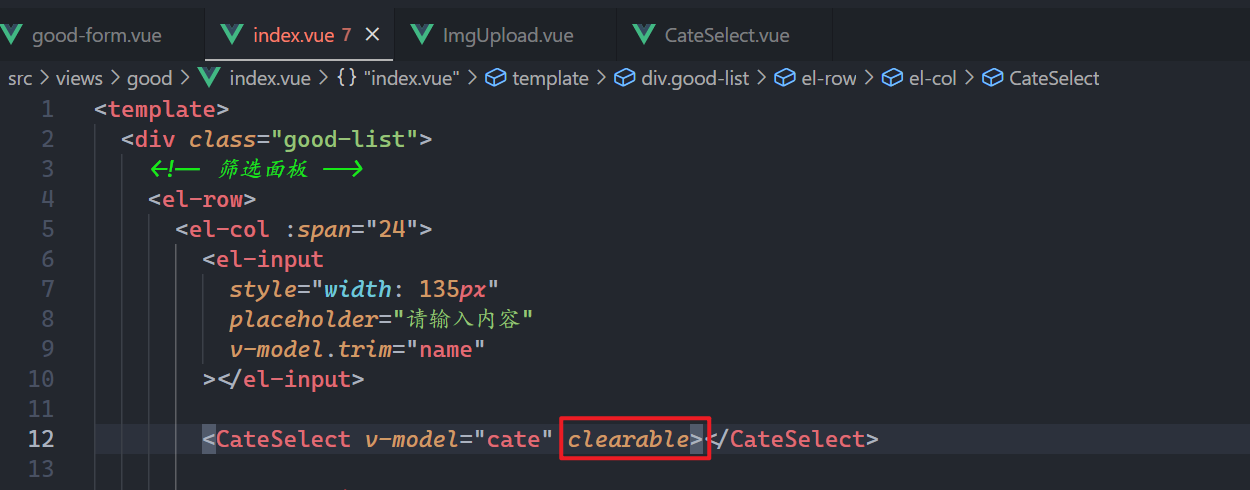 good-form.vue index.vue 7 × ImgUpload.vue CateSelect.vue
src > views > good > index.vue > {} "index.vue" > template > div.good-list > el-row > el-col > CateSelect
1 <template>
2 <div class="good-list">
3 <!-- 筛选面板 -->
4 <el-row>
5 <el-col :span="24">
6 <el-input
7 style="width: 135px"
8 placeholder="请输入内容"
9 v-model.trim="name"
10 ></el-input>
11
12 <CateSelect v-model="cate" clearable></CateSelect>
13